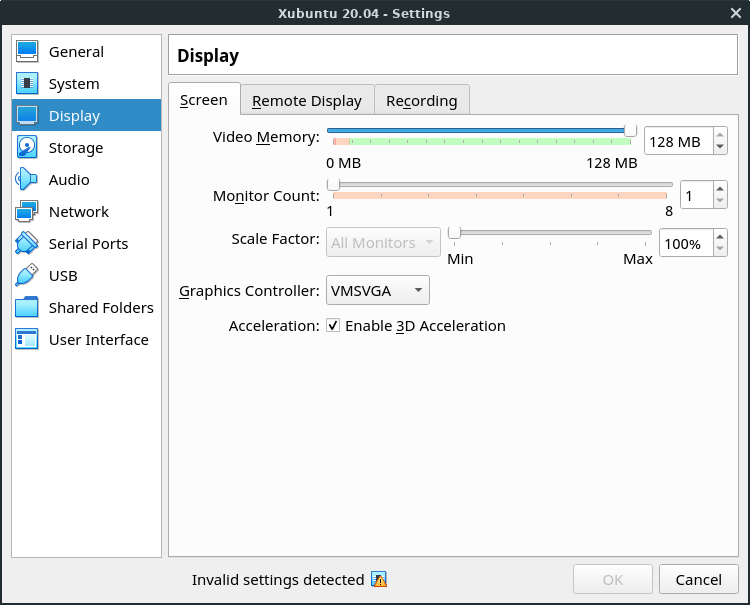 Xubuntu 20.04 - Settings
General
System
Display
Storage
Audio
Network
Serial Ports
USB
Shared Folders
User Interface
Display
Screen Remote Display Recording
Video Memory: 128 MB
0 MB 128 MB
Monitor Count: 1
1 8
Scale Factor: All Monitors 100%
Min Max
Graphics Controller: VMSVGA
Acceleration: Enable 3D Acceleration
Invalid settings detected OK Cancel